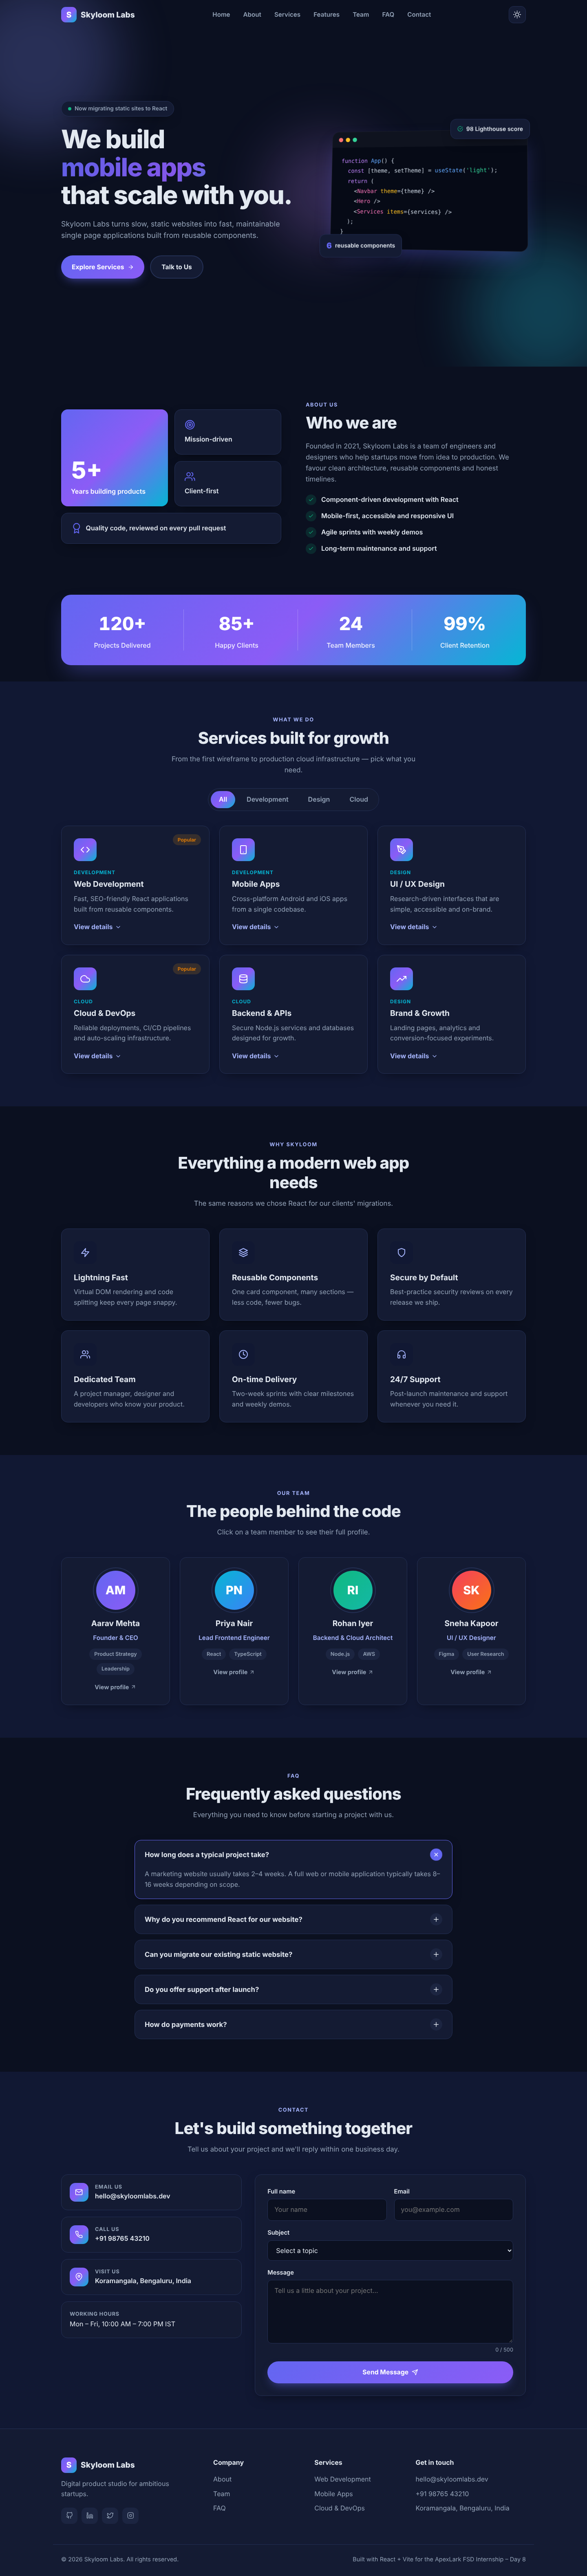 S Skyloom Labs
Home About Services Features Team FAQ Contact
Now migrating static sites to React
We build
mobile apps
that scale with you.
Skyloom Labs turns slow, static websites into fast, maintainable
single page applications built from reusable components.
Explore Services
Talk to Us
98 Lighthouse score
function App() {
const [theme, setTheme] = useState('light');
return (
<Navbar theme={theme} />
<Hero />
<Services items={services} />
);
}
6 reusable components
5+
Years building products
Mission-driven
Client-first
Quality code, reviewed on every pull request
ABOUT US
Who we are
Founded in 2021, Skyloom Labs is a team of engineers and
designers who help startups move from idea to production. We
favour clean architecture, reusable components and honest
timelines.
Component-driven development with React
Mobile-first, accessible and responsive UI
Agile sprints with weekly demos
Long-term maintenance and support
120+ 85+ 24 99%
Projects Delivered Happy Clients Team Members Client Retention
WHAT WE DO
Services built for growth
From the first wireframe to production cloud infrastructure — pick what you
need.
All Development Design Cloud
Popular
DEVELOPMENT
Web Development
Fast, SEO-friendly React applications
built from reusable components.
View details
DEVELOPMENT
Mobile Apps
Cross-platform Android and iOS apps
from a single codebase.
View details
DESIGN
UI / UX Design
Research-driven interfaces that are
simple, accessible and on-brand.
View details
Popular
CLOUD
Cloud & DevOps
Reliable deployments, CI/CD pipelines
and auto-scaling infrastructure.
View details
CLOUD
Backend & APIs
Secure Node.js services and databases
designed for growth.
View details
DESIGN
Brand & Growth
Landing pages, analytics and
conversion-focused experiments.
View details
WHY SKYLOOM
Everything a modern web app
needs
The same reasons we chose React for our clients' migrations.
Lightning Fast
Virtual DOM rendering and code
splitting keep every page snappy.
Reusable Components
One card component, many sections —
less code, fewer bugs.
Secure by Default
Best-practice security reviews on every
release we ship.
Dedicated Team
A project manager, designer and
developers who know your product.
On-time Delivery
Two-week sprints with clear milestones
and weekly demos.
24/7 Support
Post-launch maintenance and support
whenever you need it.
OUR TEAM
The people behind the code
Click on a team member to see their full profile.
AM
Aarav Mehta
Founder & CEO
Product Strategy
Leadership
View profile
PN
Priya Nair
Lead Frontend Engineer
React TypeScript
View profile
RI
Rohan Iyer
Backend & Cloud Architect
Node.js AWS
View profile
SK
Sneha Kapoor
UI / UX Designer
Figma User Research
View profile
FAQ
Frequently asked questions
Everything you need to know before starting a project with us.
How long does a typical project take?
A marketing website usually takes 2–4 weeks. A full web or mobile application typically takes 8–
16 weeks depending on scope.
Why do you recommend React for our website?
Can you migrate our existing static website?
Do you offer support after launch?
How do payments work?
CONTACT
Let's build something together
Tell us about your project and we'll reply within one business day.
EMAIL US
hello@skyloomlabs.dev
CALL US
+91 98765 43210
VISIT US
Koramangala, Bengaluru, India
WORKING HOURS
Mon – Fri, 10:00 AM – 7:00 PM IST
Full name Email
Your name you@example.com
Subject
Select a topic
Message
Tell us a little about your project...
0 / 500
Send Message
S Skyloom Labs
Digital product studio for ambitious
startups.
Company
About
Team
FAQ
Services
Web Development
Mobile Apps
Cloud & DevOps
Get in touch
hello@skyloomlabs.dev
+91 98765 43210
Koramangala, Bengaluru, India
© 2026 Skyloom Labs. All rights reserved.
Built with React + Vite for the ApexLark FSD Internship – Day 8